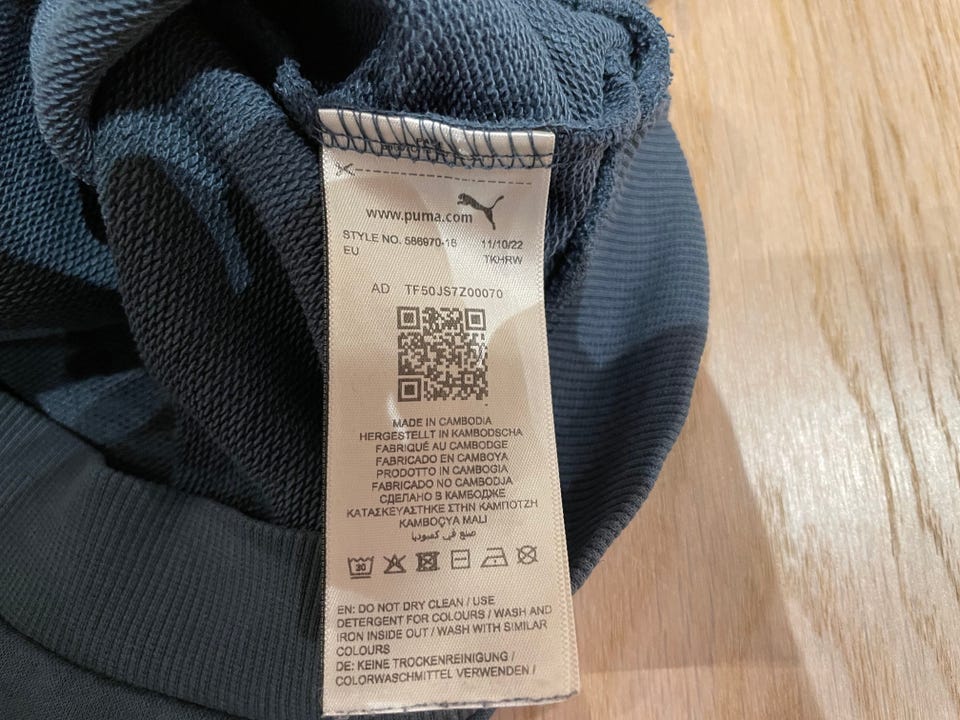 www.puma.com
STYLE NO. 586970-16 11/10/22
EU TKHRW
AD TF50JS7Z00070
MADE IN CAMBODIA
HERGESTELLT IN KAMBODSCHA
FABRIQUÉ AU CAMBODGE
FABRICADO EN CAMBOYA
PRODOTTO IN CAMBOGIA
FABRICADO NO CAMBODJA
СДЕЛАНО В КАМБОДЖЕ
ΚΑΤΑΣΚΕΥΑΣΤΗΚΕ ΣΤΗΝ ΚΑΜΠΟΤΖΗ
KAMBOÇYA MALI
صنع في كمبوديا
30
EN: DO NOT DRY CLEAN / USE
DETERGENT FOR COLOURS / WASH AND
IRON INSIDE OUT / WASH WITH SIMILAR
COLOURS
DE: KEINE TROCKENREINIGUNG /
COLORWASCHMITTEL VERWENDEN /